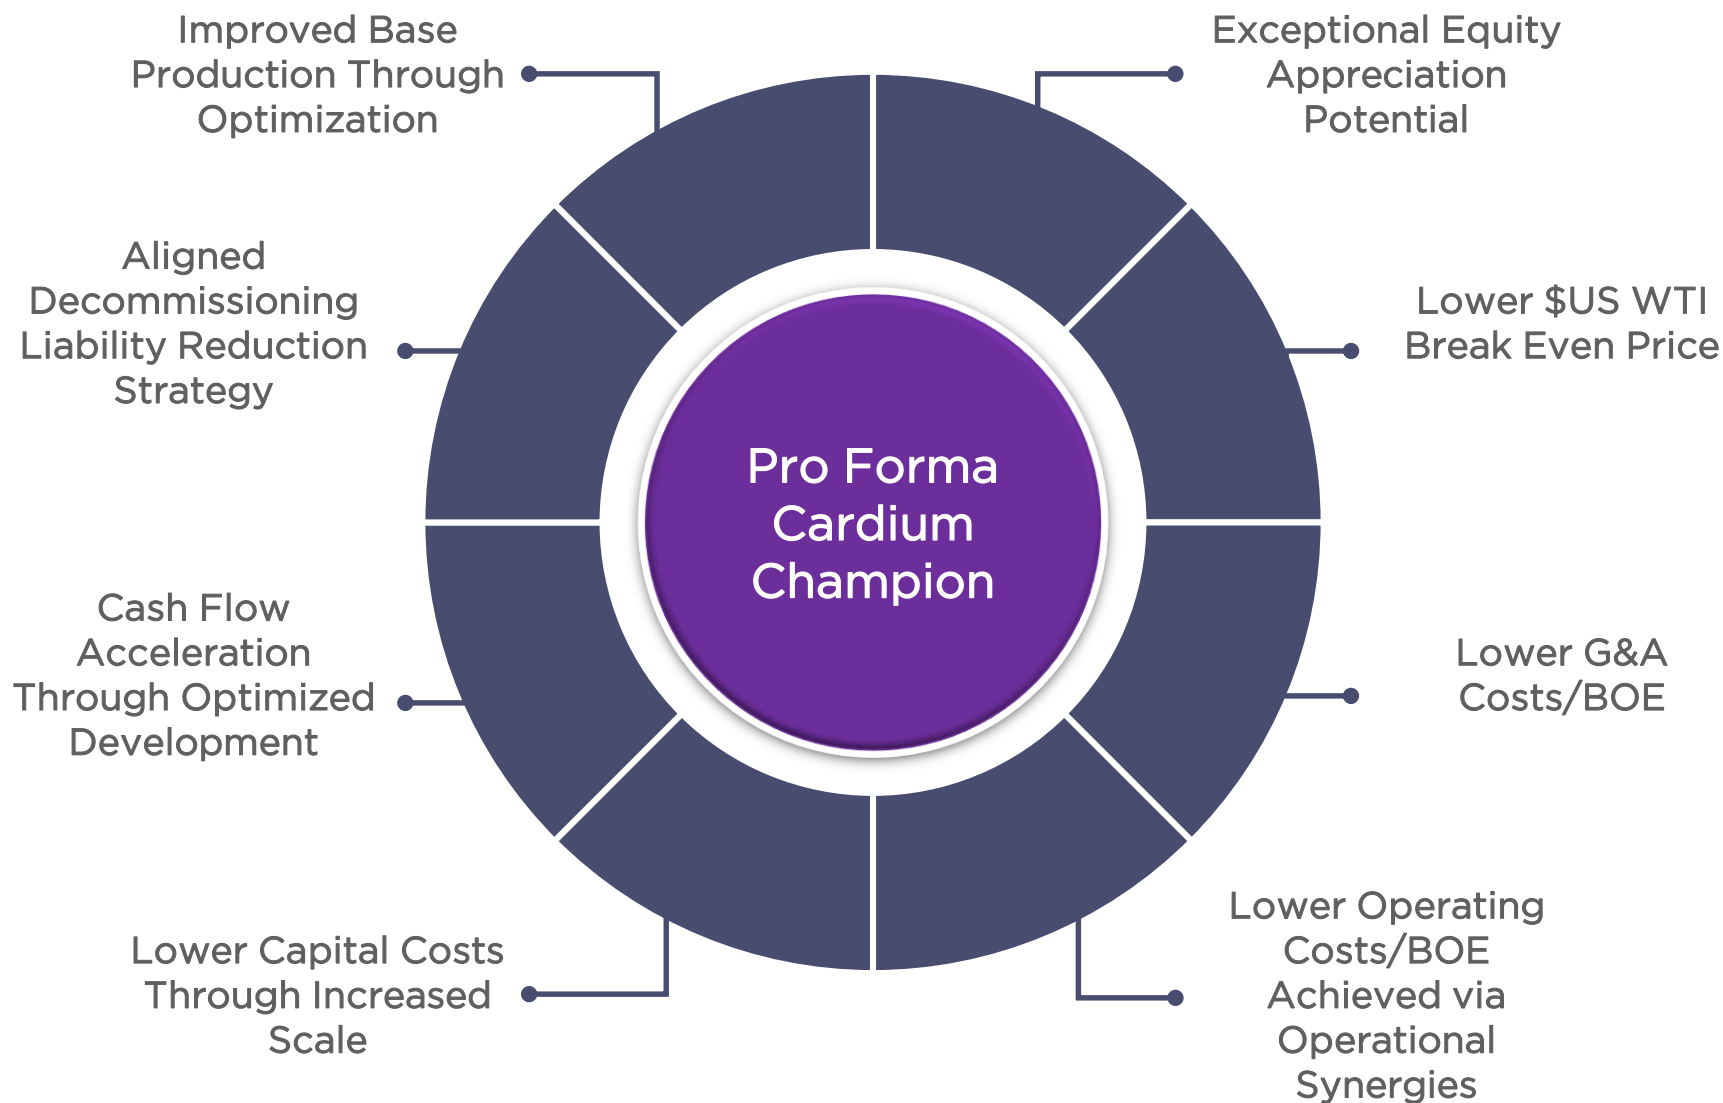 Improved Base
Production Through
Optimization
Exceptional Equity
Appreciation
Potential
Aligned
Decommissioning
Liability Reduction
Strategy
Lower $US WTI
Break Even Price
Pro Forma
Cardium
Champion
Cash Flow
Acceleration
Through Optimized
Development
Lower G&A
Costs/BOE
Lower Capital Costs
Through Increased
Scale
Lower Operating
Costs/BOE
Achieved via
Operational
Synergies